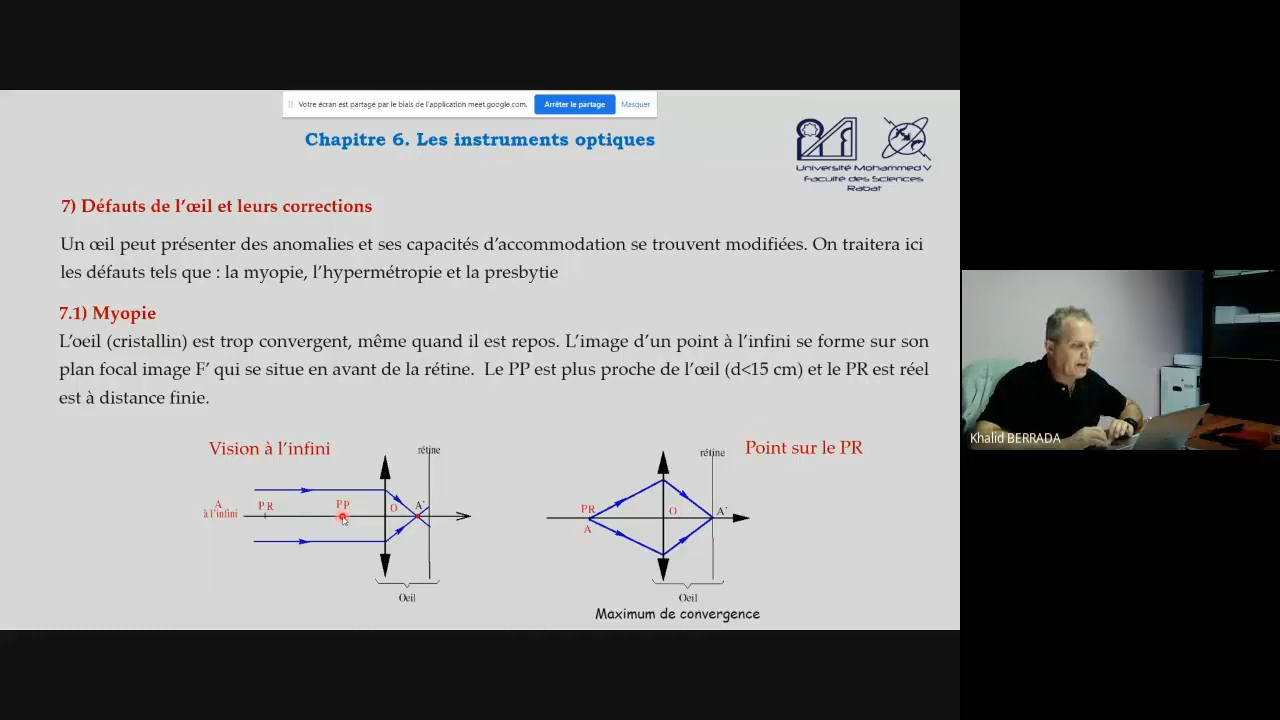 Votre écran est partagé par le biais de l'application meet.google.com.
Arrêter le partage
Masquer
Chapitre 6. Les instruments optiques
Université Mohammed V
Faculté des Sciences
Rabat
7) Défauts de l'œil et leurs corrections
Un œil peut présenter des anomalies et ses capacités d'accommodation se trouvent modifiées. On traitera ici
les défauts tels que : la myopie, l'hypermétropie et la presbytie
7.1) Myopie
L'oeil (cristallin) est trop convergent, même quand il est repos. L'image d'un point à l'infini se forme sur son
plan focal image F' qui se situe en avant de la rétine. Le PP est plus proche de l'œil (d<15 cm) et le PR est réel
est à distance finie.
Vision à l'infini
rétine
A
à l'infini
PR
PP
O
A'
Oeil
Point sur le PR
rétine
PR
A
O
A'
Oeil
Maximum de convergence
Khalid BERRADA